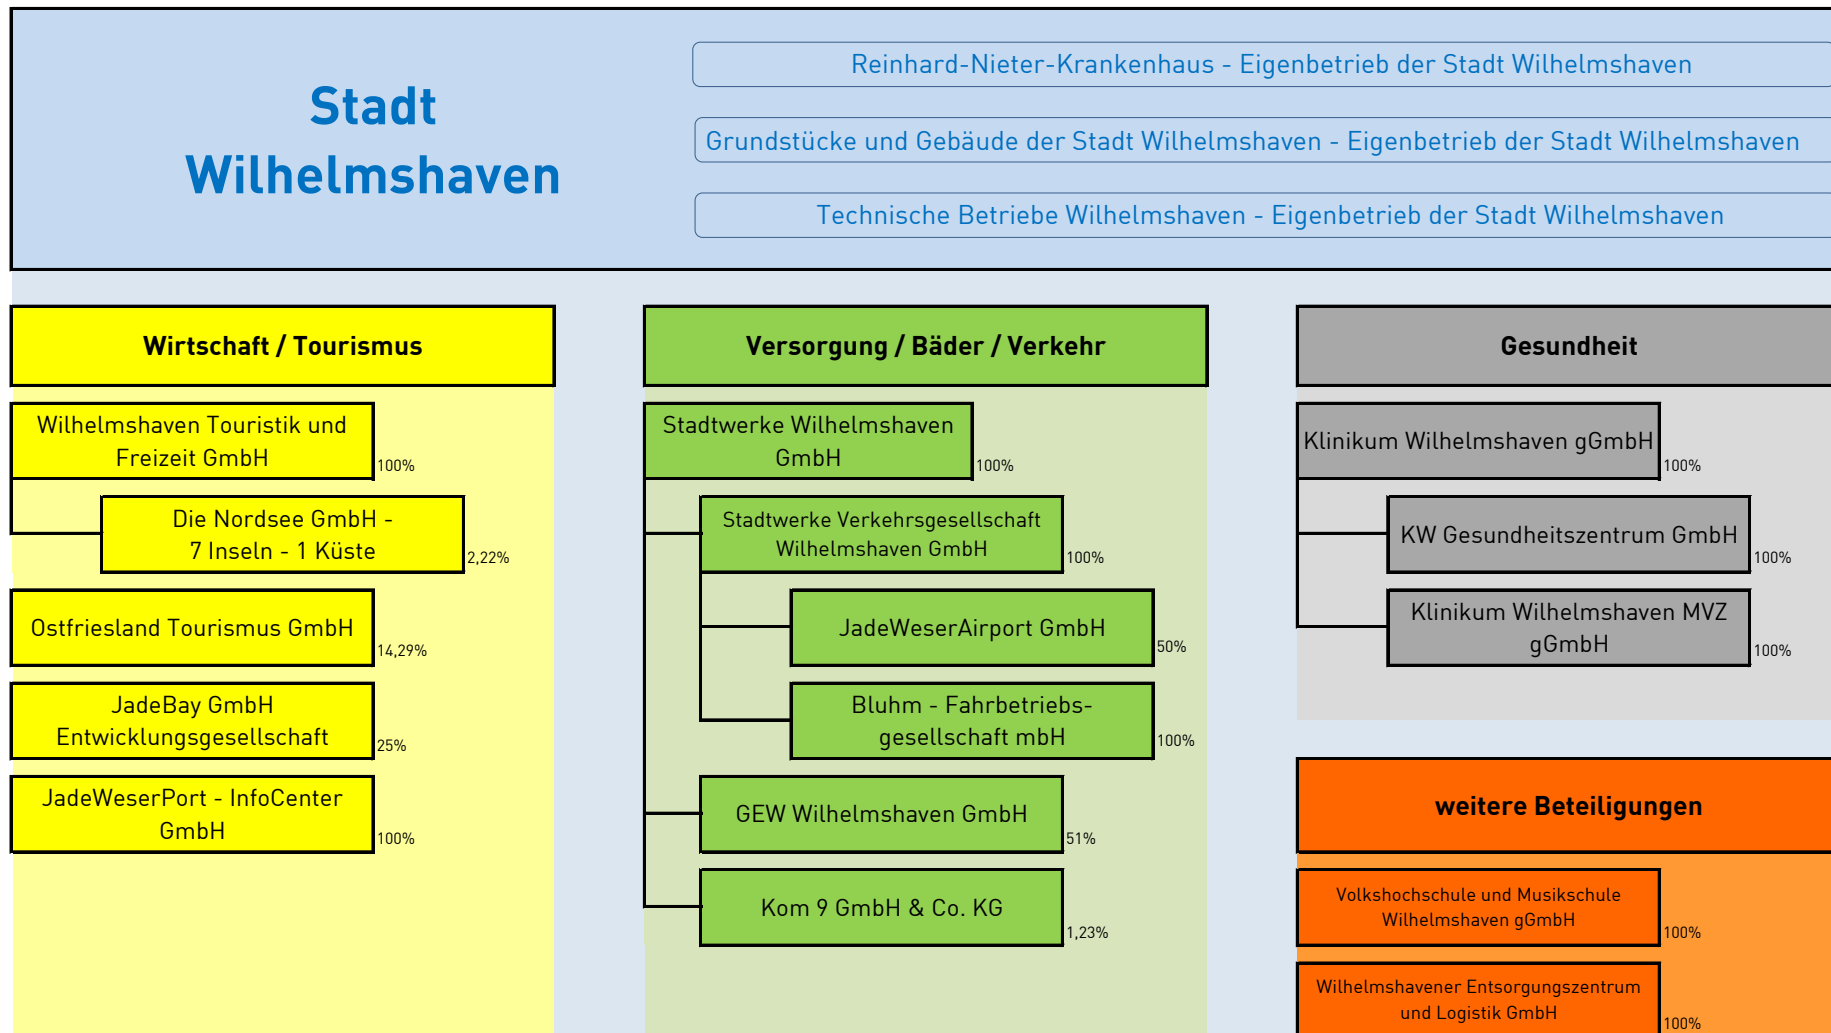 Stadt
Wilhelmshaven
Reinhard-Nieter-Krankenhaus - Eigenbetrieb der Stadt Wilhelmshaven
Grundstücke und Gebäude der Stadt Wilhelmshaven - Eigenbetrieb der Stadt Wilhelmshaven
Technische Betriebe Wilhelmshaven - Eigenbetrieb der Stadt Wilhelmshaven
Wirtschaft / Tourismus
Wilhelmshaven Touristik und
Freizeit GmbH
100%
Die Nordsee GmbH -
7 Inseln - 1 Küste
2,22%
Ostfriesland Tourismus GmbH
14,29%
JadeBay GmbH
Entwicklungsgesellschaft
25%
JadeWeserPort - InfoCenter
GmbH
100%
Versorgung / Bäder / Verkehr
Stadtwerke Wilhelmshaven
GmbH
100%
Stadtwerke Verkehrsgesellschaft
Wilhelmshaven GmbH
100%
JadeWeserAirport GmbH
50%
Bluhm - Fahrbetriebs-
gesellschaft mbH
100%
GEW Wilhelmshaven GmbH
51%
Kom 9 GmbH & Co. KG
1,23%
Gesundheit
Klinikum Wilhelmshaven gGmbH
100%
KW Gesundheitszentrum GmbH
100%
Klinikum Wilhelmshaven MVZ
gGmbH
100%
weitere Beteiligungen
Volkshochschule und Musikschule
Wilhelmshaven gGmbH
100%
Wilhelmshavener Entsorgungszentrum
und Logistik GmbH
100%